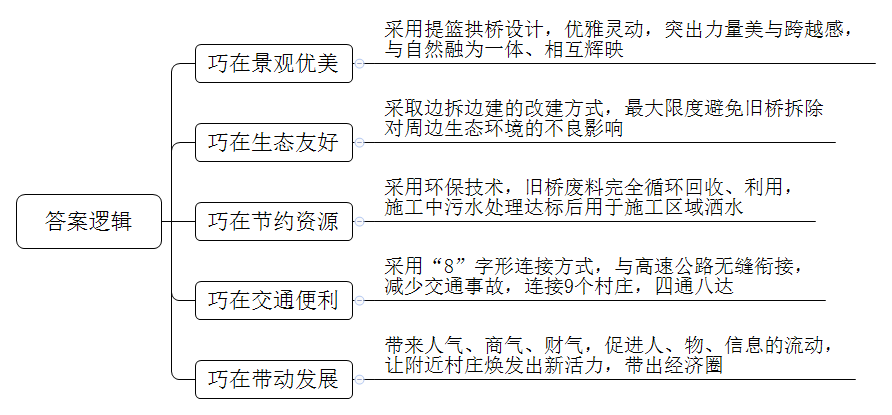 采用提篮拱桥设计，优雅灵动，突出力量美与跨越感，
与自然融为一体、相互辉映
巧在景观优美
采取边拆边建的改建方式，最大限度避免旧桥拆除
对周边生态环境的不良影响
巧在生态友好
采用环保技术，旧桥废料完全循环回收、利用，
施工中污水处理达标后用于施工区域洒水
答案逻辑
巧在节约资源
采用“8”字形连接方式，与高速公路无缝衔接，
减少交通事故，连接9个村庄，四通八达
巧在交通便利
带来人气、商气、财气，促进人、物、信息的流动，
让附近村庄焕发出新活力，带出经济圈
巧在带动发展